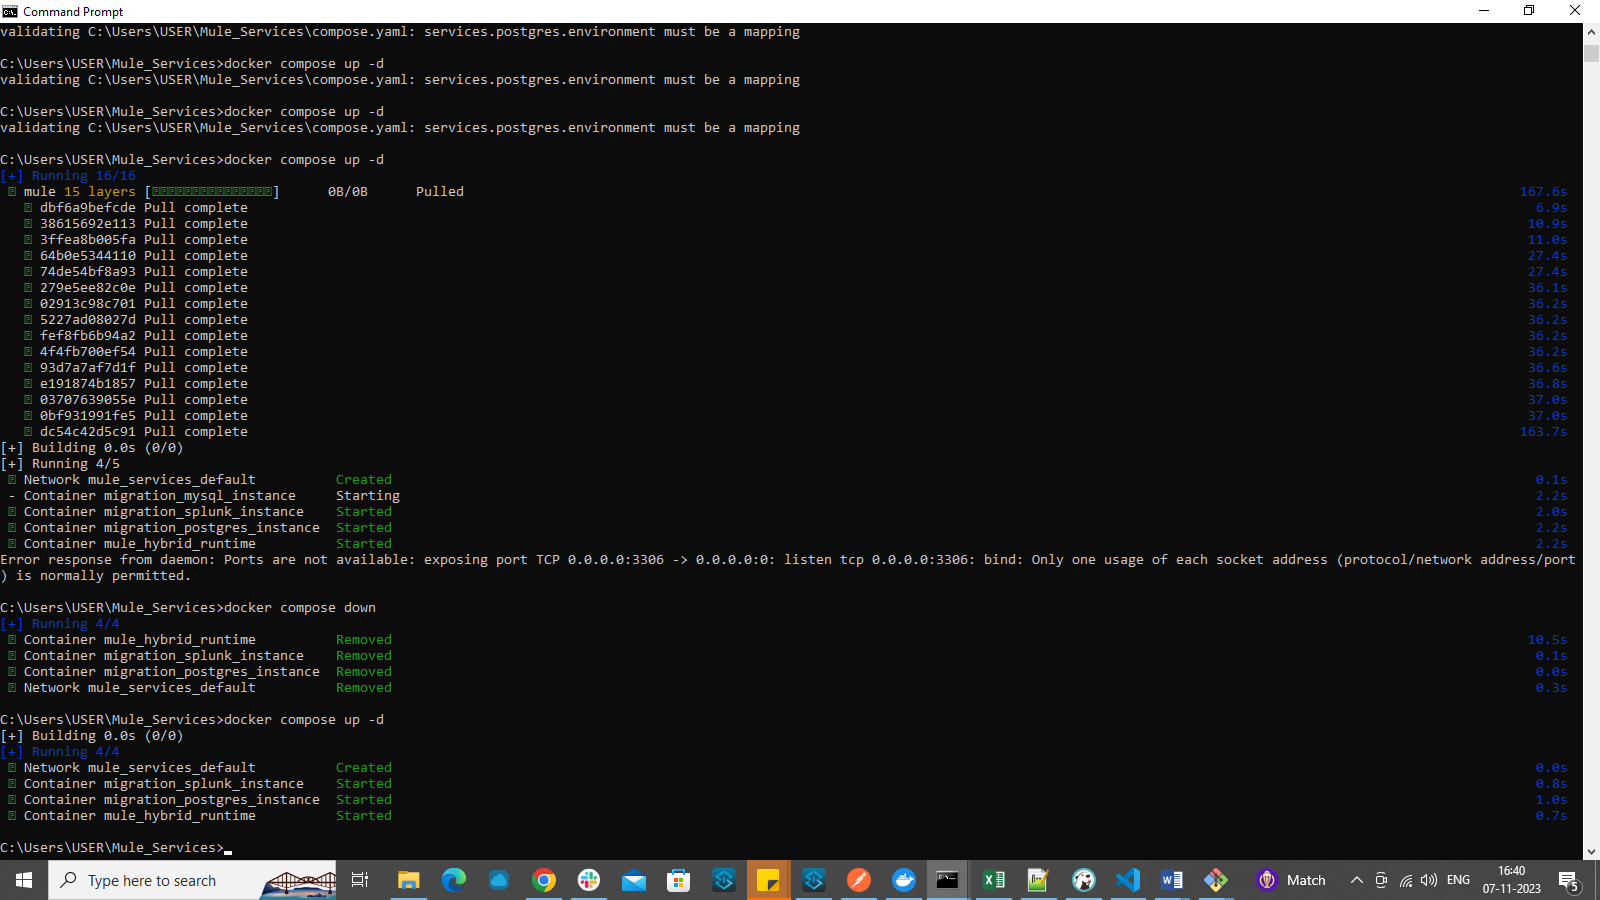 Command Prompt
validating C:\Users\USER\Mule_Services\compose.yaml: services.postgres.environment must be a mapping
C:\Users\USER\Mule_Services>docker compose up -d
validating C:\Users\USER\Mule_Services\compose.yaml: services.postgres.environment must be a mapping
C:\Users\USER\Mule_Services>docker compose up -d
validating C:\Users\USER\Mule_Services\compose.yaml: services.postgres.environment must be a mapping
C:\Users\USER\Mule_Services>docker compose up -d
[+] Running 16/16
mule 15 layers [⍰⍰⍰⍰⍰⍰⍰⍰⍰⍰⍰⍰⍰⍰⍰] 0B/0B Pulled 167.6s
dbf6a9befcde Pull complete 6.9s
38615692e113 Pull complete 10.9s
3ffea8b005fa Pull complete 11.0s
64b0e5344110 Pull complete 27.4s
74de54bf8a93 Pull complete 27.4s
279e5ee82c0e Pull complete 36.1s
02913c98c701 Pull complete 36.2s
5227ad08027d Pull complete 36.2s
fef8fb6b94a2 Pull complete 36.2s
4f4fb700ef54 Pull complete 36.2s
93d7a7af7d1f Pull complete 36.6s
e191874b1857 Pull complete 36.8s
03707639055e Pull complete 37.0s
0bf931991fe5 Pull complete 37.0s
dc54c42d5c91 Pull complete 163.7s
[+] Building 0.0s (0/0)
[+] Running 4/5
Network mule_services_default Created 0.1s
- Container migration_mysql_instance Starting 2.2s
Container migration_splunk_instance Started 2.0s
Container migration_postgres_instance Started 2.2s
Container mule_hybrid_runtime Started 2.2s
Error response from daemon: Ports are not available: exposing port TCP 0.0.0.0:3306 -> 0.0.0.0:0: listen tcp 0.0.0.0:3306: bind: Only one usage of each socket address (protocol/network address/port
) is normally permitted.
C:\Users\USER\Mule_Services>docker compose down
[+] Running 4/4
Container mule_hybrid_runtime Removed 10.5s
Container migration_splunk_instance Removed 0.1s
Container migration_postgres_instance Removed 0.0s
Network mule_services_default Removed 0.3s
C:\Users\USER\Mule_Services>docker compose up -d
[+] Building 0.0s (0/0)
[+] Running 4/4
Network mule_services_default Created 0.0s
Container migration_splunk_instance Started 0.8s
Container migration_postgres_instance Started 1.0s
Container mule_hybrid_runtime Started 0.7s
C:\Users\USER\Mule_Services>
Type here to search
Match
ENG
16:40
07-11-2023
5